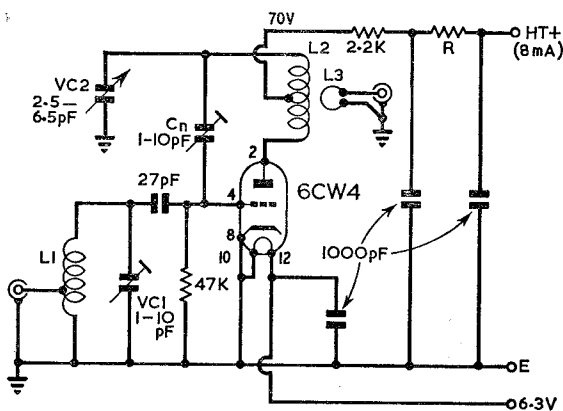 70V
2.2K
R
HT+
(8mA)
L2
L3
VC2
2.5—
6.5pF
Cn
1-10pF
2
6CW4
27pF
4
8
10
12
1000pF
L1
VC1
1-10
pF
47K
E
6.3V